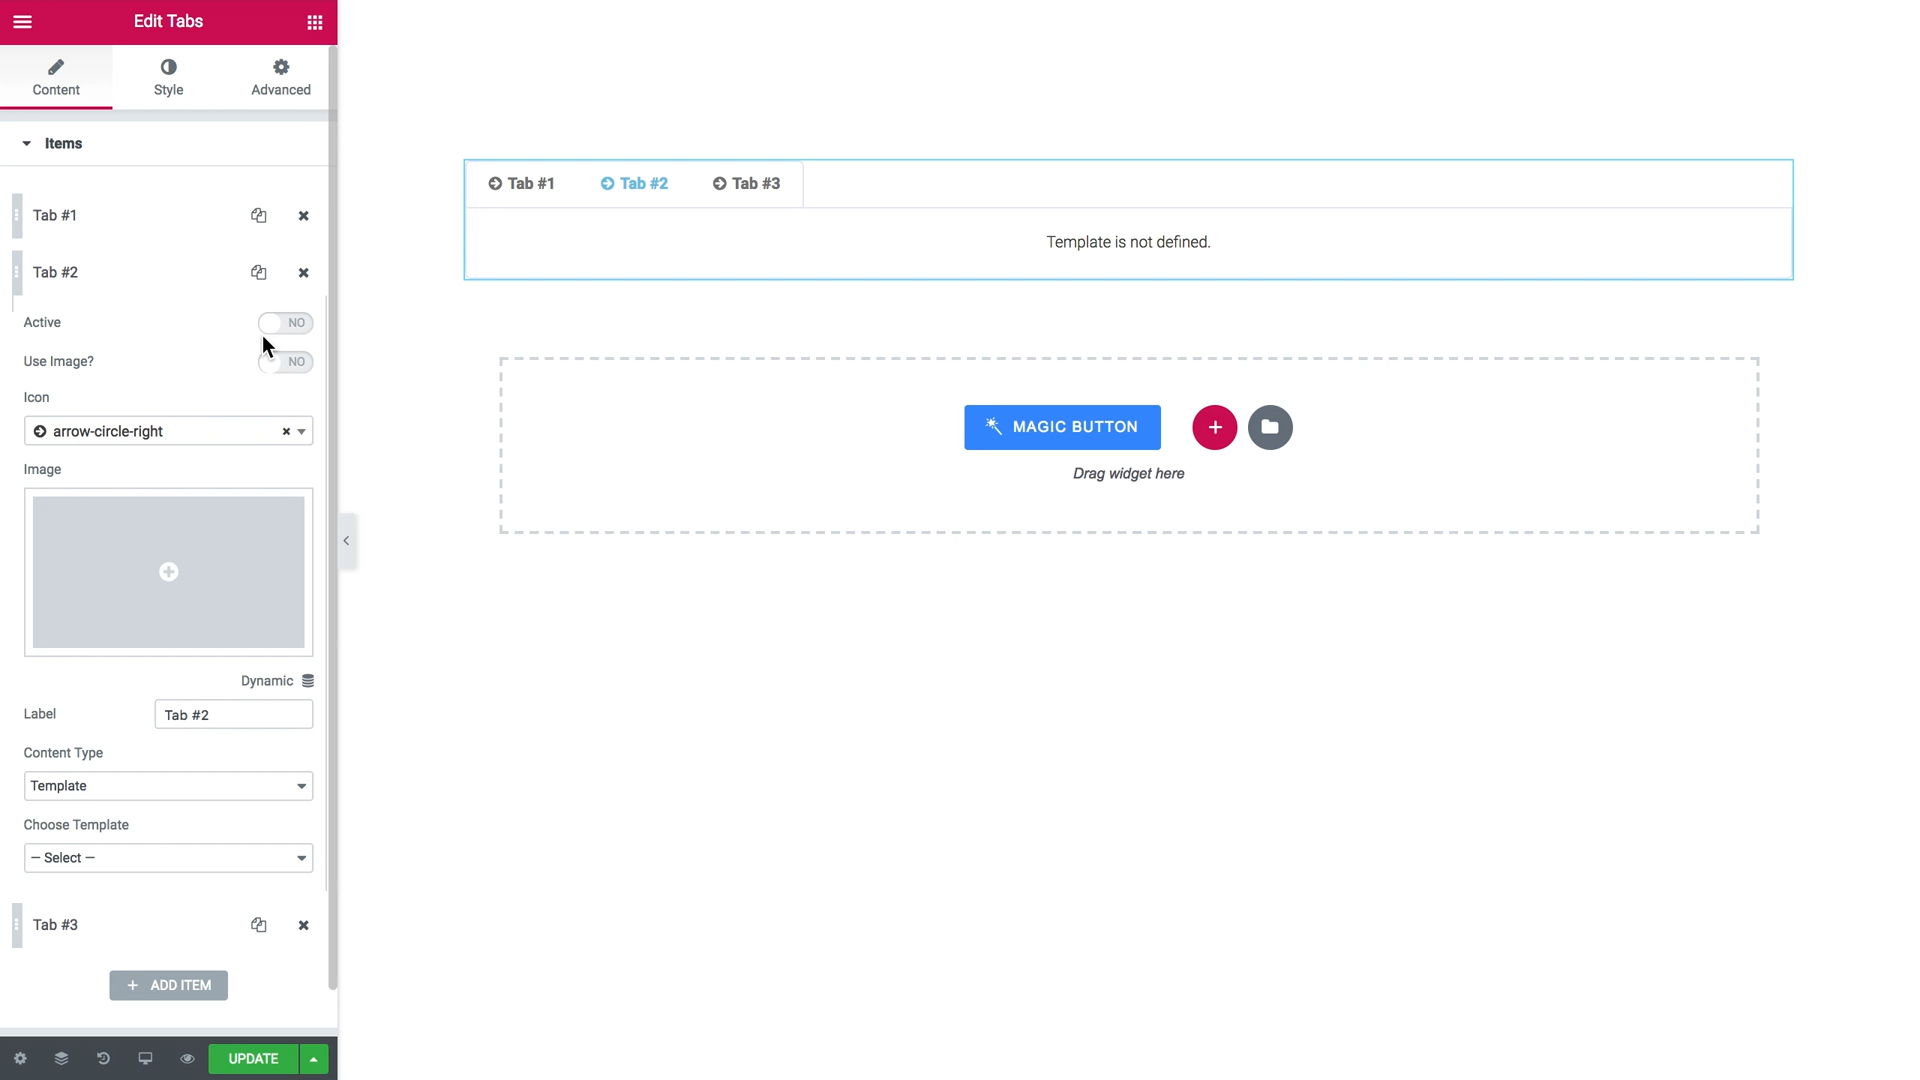 Edit Tabs
Content
Style
Advanced
Items
Tab #1
Tab #2
Active
NO
Use Image?
NO
Icon
arrow-circle-right
Image
Dynamic
Label
Tab #2
Content Type
Template
Choose Template
— Select —
Tab #3
+ ADD ITEM
UPDATE
Tab #1
Tab #2
Tab #3
Template is not defined.
MAGIC BUTTON
Drag widget here